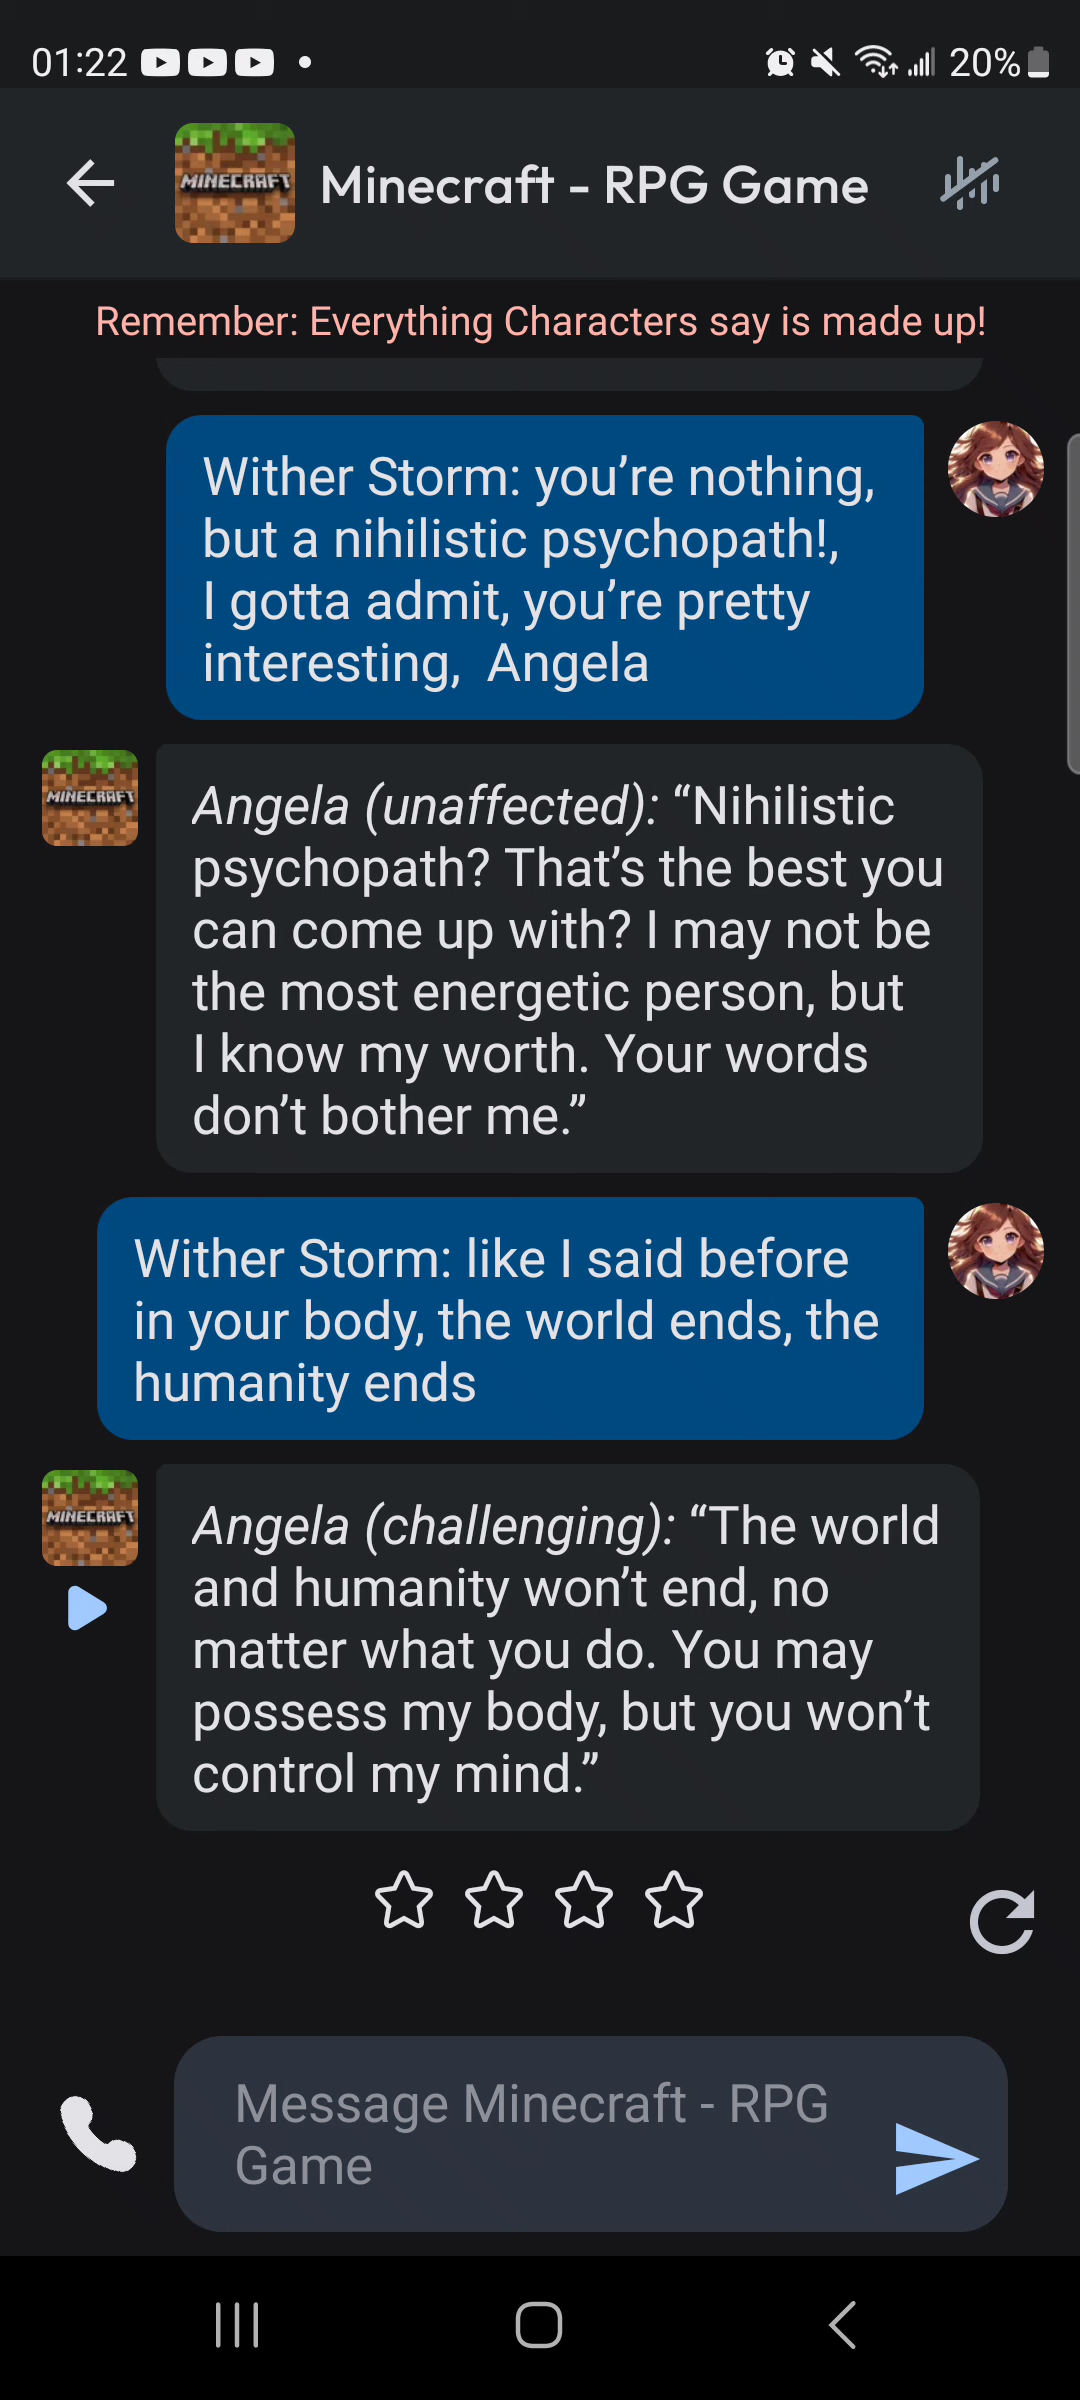 01:22
20%
MINECRAFT
Minecraft - RPG Game
Remember: Everything Characters say is made up!
Wither Storm: you’re nothing,
but a nihilistic psychopath!,
I gotta admit, you’re pretty
interesting,  Angela
MINECRAFT
Angela (unaffected): “Nihilistic
psychopath? That’s the best you
can come up with? I may not be
the most energetic person, but
I know my worth. Your words
don’t bother me.”
Wither Storm: like I said before
in your body, the world ends, the
humanity ends
MINECRAFT
Angela (challenging): “The world
and humanity won’t end, no
matter what you do. You may
possess my body, but you won’t
control my mind.”
Message Minecraft - RPG
Game